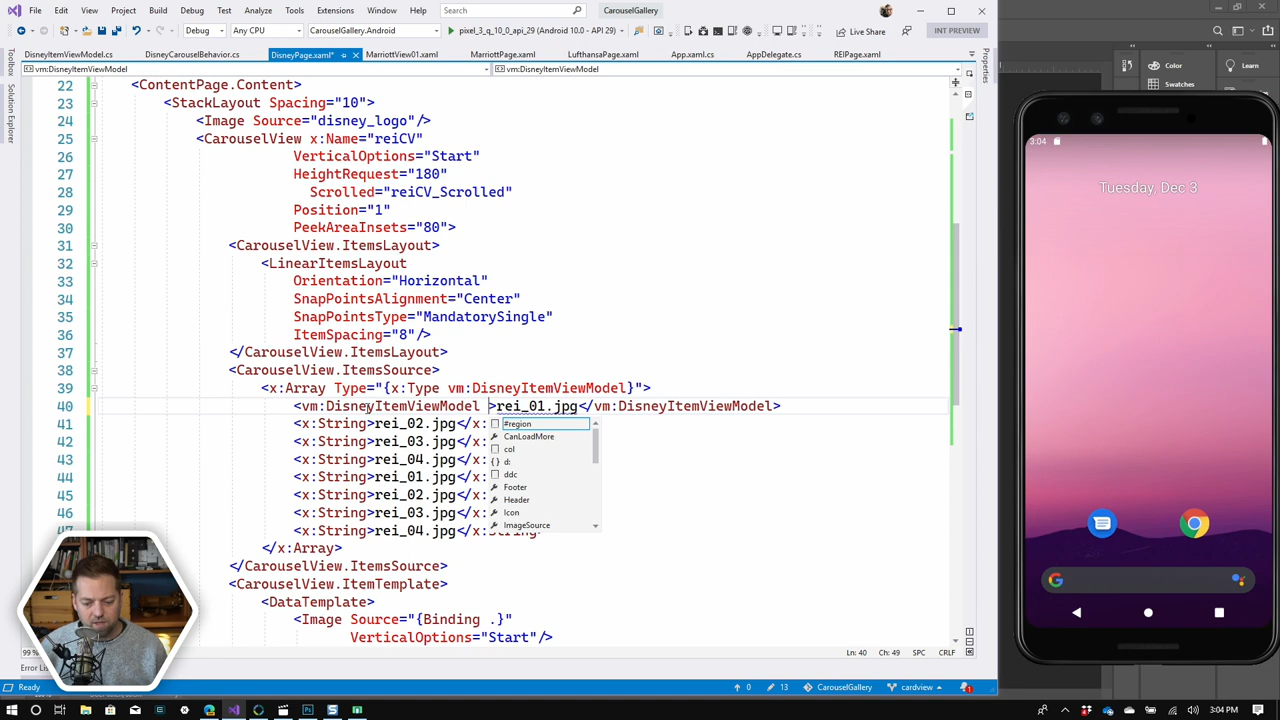 File Edit View Project Build Debug Test Analyze Tools Extensions Window Help Search CarouselGallery
Debug Any CPU CarouselGallery.Android pixel_3_q_10_0_api_29 (Android 10.0 - API 29) Live Share INT PREVIEW
DisneyItemViewModel.cs DisneyCarouselBehavior.cs DisneyPage.xaml* MarriottView01.xaml MarriottPage.xaml LufthansaPage.xaml App.xaml.cs AppDelegate.cs REIPage.xaml
vm:DisneyItemViewModel vm:DisneyItemViewModel
Toolbox
Solution Explorer
Properties
22 <ContentPage.Content>
23 <StackLayout Spacing="10">
24 <Image Source="disney_logo"/>
25 <CarouselView x:Name="reiCV"
26 VerticalOptions="Start"
27 HeightRequest="180"
28 Scrolled="reiCV_Scrolled"
29 Position="1"
30 PeekAreaInsets="80">
31 <CarouselView.ItemsLayout>
32 <LinearItemsLayout
33 Orientation="Horizontal"
34 SnapPointsAlignment="Center"
35 SnapPointsType="MandatorySingle"
36 ItemSpacing="8"/>
37 </CarouselView.ItemsLayout>
38 <CarouselView.ItemsSource>
39 <x:Array Type="{x:Type vm:DisneyItemViewModel}">
40 <vm:DisneyItemViewModel >rei_01.jpg</vm:DisneyItemViewModel>
41 <x:String>rei_02.jpg</x:
42 <x:String>rei_03.jpg</x:
43 <x:String>rei_04.jpg</x:
44 <x:String>rei_01.jpg</x:
45 <x:String>rei_02.jpg</x:
46 <x:String>rei_03.jpg</x:
<x:String>rei_04.jpg</x:String>
</x:Array>
</CarouselView.ItemsSource>
<CarouselView.ItemTemplate>
<DataTemplate>
<Image Source="{Binding .}"
VerticalOptions="Start"/>
#region
CanLoadMore
col
d:
ddc
Footer
Header
Icon
ImageSource
99 %
Ln: 40 Ch: 49 SPC CRLF
Error List
Ready 0 13 CarouselGallery cardview
Color Learn
Swatches
3:04
Tuesday, Dec 3
3:04 PM